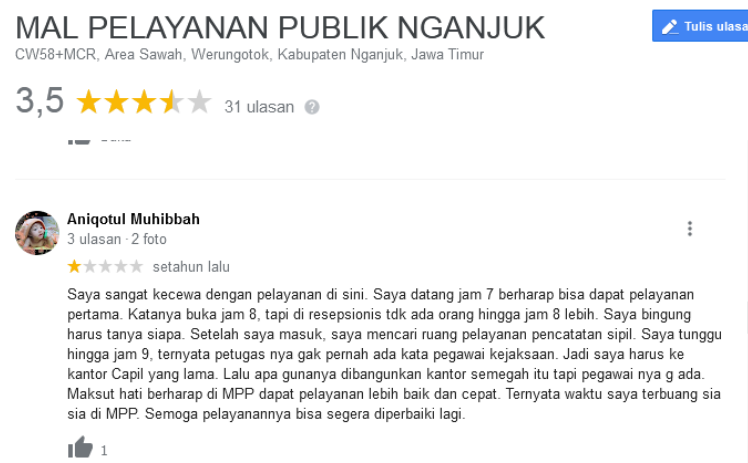 MAL PELAYANAN PUBLIK NGANJUK
Tulis ulasa
CW58+MCR, Area Sawah, Werungotok, Kabupaten Nganjuk, Jawa Timur
3,5 31 ulasan
Aniqotul Muhibbah
3 ulasan · 2 foto
setahun lalu
Saya sangat kecewa dengan pelayanan di sini. Saya datang jam 7 berharap bisa dapat pelayanan
pertama. Katanya buka jam 8, tapi di resepsionis tdk ada orang hingga jam 8 lebih. Saya bingung
harus tanya siapa. Setelah saya masuk, saya mencari ruang pelayanan pencatatan sipil. Saya tunggu
hingga jam 9, ternyata petugas nya gak pernah ada kata pegawai kejaksaan. Jadi saya harus ke
kantor Capil yang lama. Lalu apa gunanya dibangunkan kantor semegah itu tapi pegawai nya g ada.
Maksut hati berharap di MPP dapat pelayanan lebih baik dan cepat. Ternyata waktu saya terbuang sia
sia di MPP. Semoga pelayanannya bisa segera diperbaiki lagi.
1